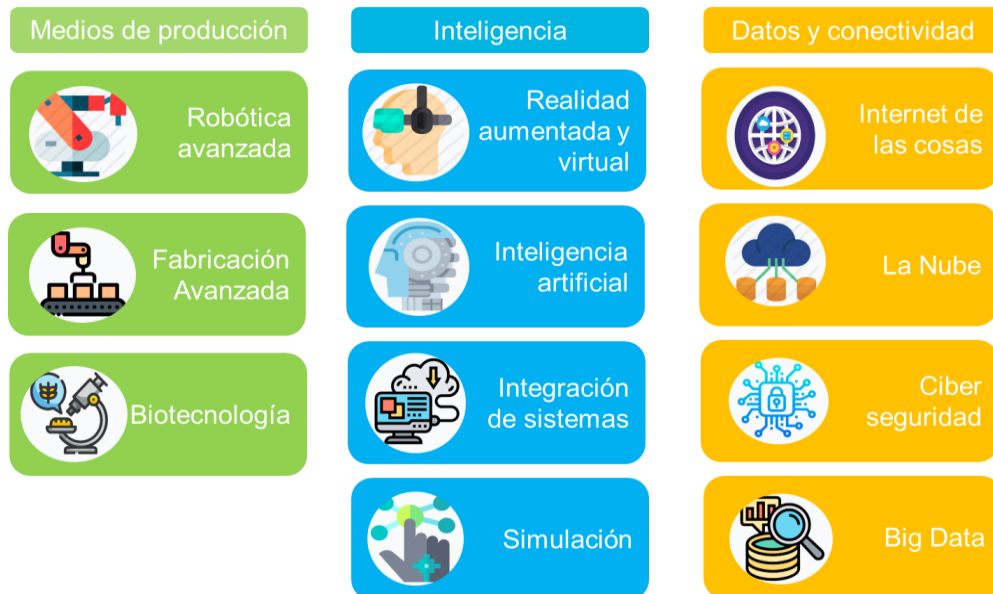 Medios de producción
Robótica
avanzada
Fabricación
Avanzada
Biotecnología
Inteligencia
Realidad
aumentada y
virtual
Inteligencia
artificial
Integración
de sistemas
Simulación
Datos y conectividad
Internet de
las cosas
La Nube
Ciber
seguridad
Big Data